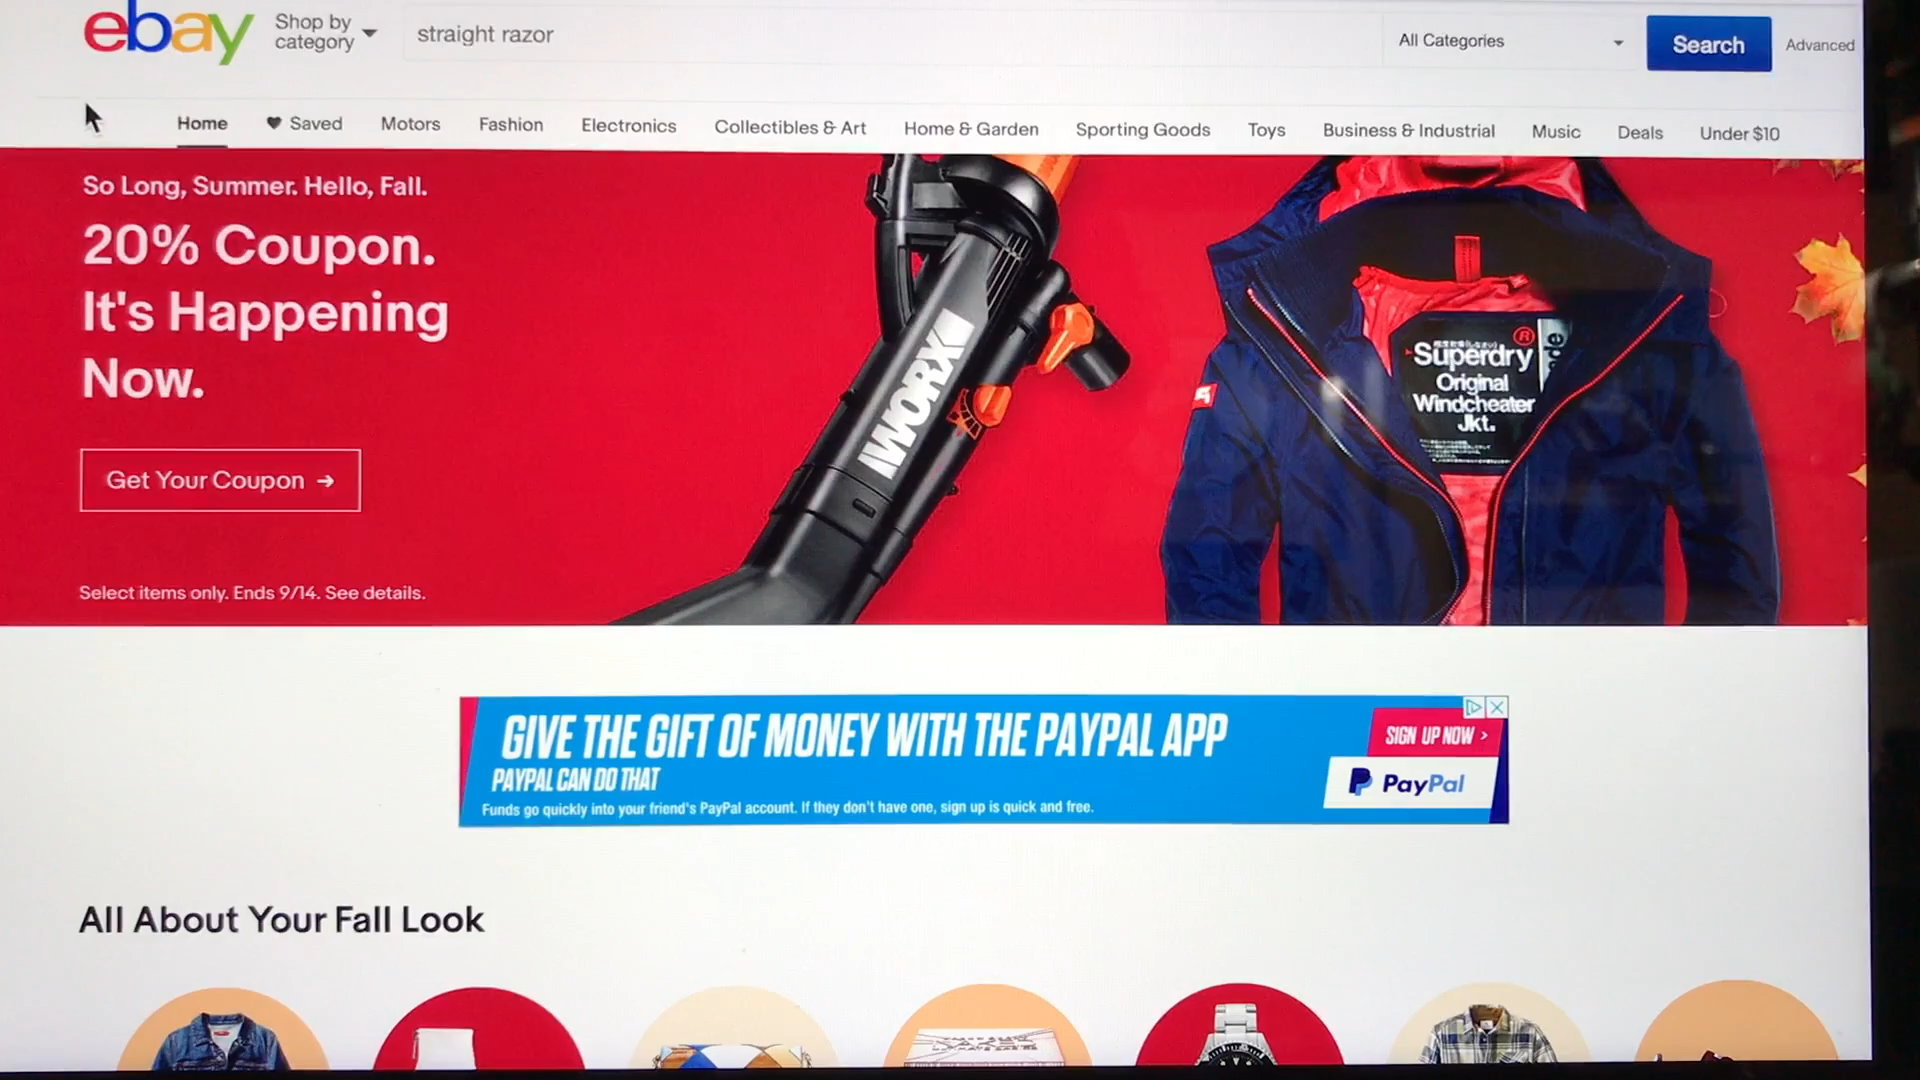 ebay
Shop by
category
straight razor
All Categories
Search
Advanced
Home
Saved
Motors
Fashion
Electronics
Collectibles & Art
Home & Garden
Sporting Goods
Toys
Business & Industrial
Music
Deals
Under $10
So Long, Summer. Hello, Fall.
20% Coupon.
It's Happening
Now.
Get Your Coupon →
Select items only. Ends 9/14. See details.
WORX
Superdry
®
Original
Windcheater
Jkt.
GIVE THE GIFT OF MONEY WITH THE PAYPAL APP
PAYPAL CAN DO THAT
Funds go quickly into your friend's PayPal account. If they don't have one, sign up is quick and free.
SIGN UP NOW >
PayPal
All About Your Fall Look